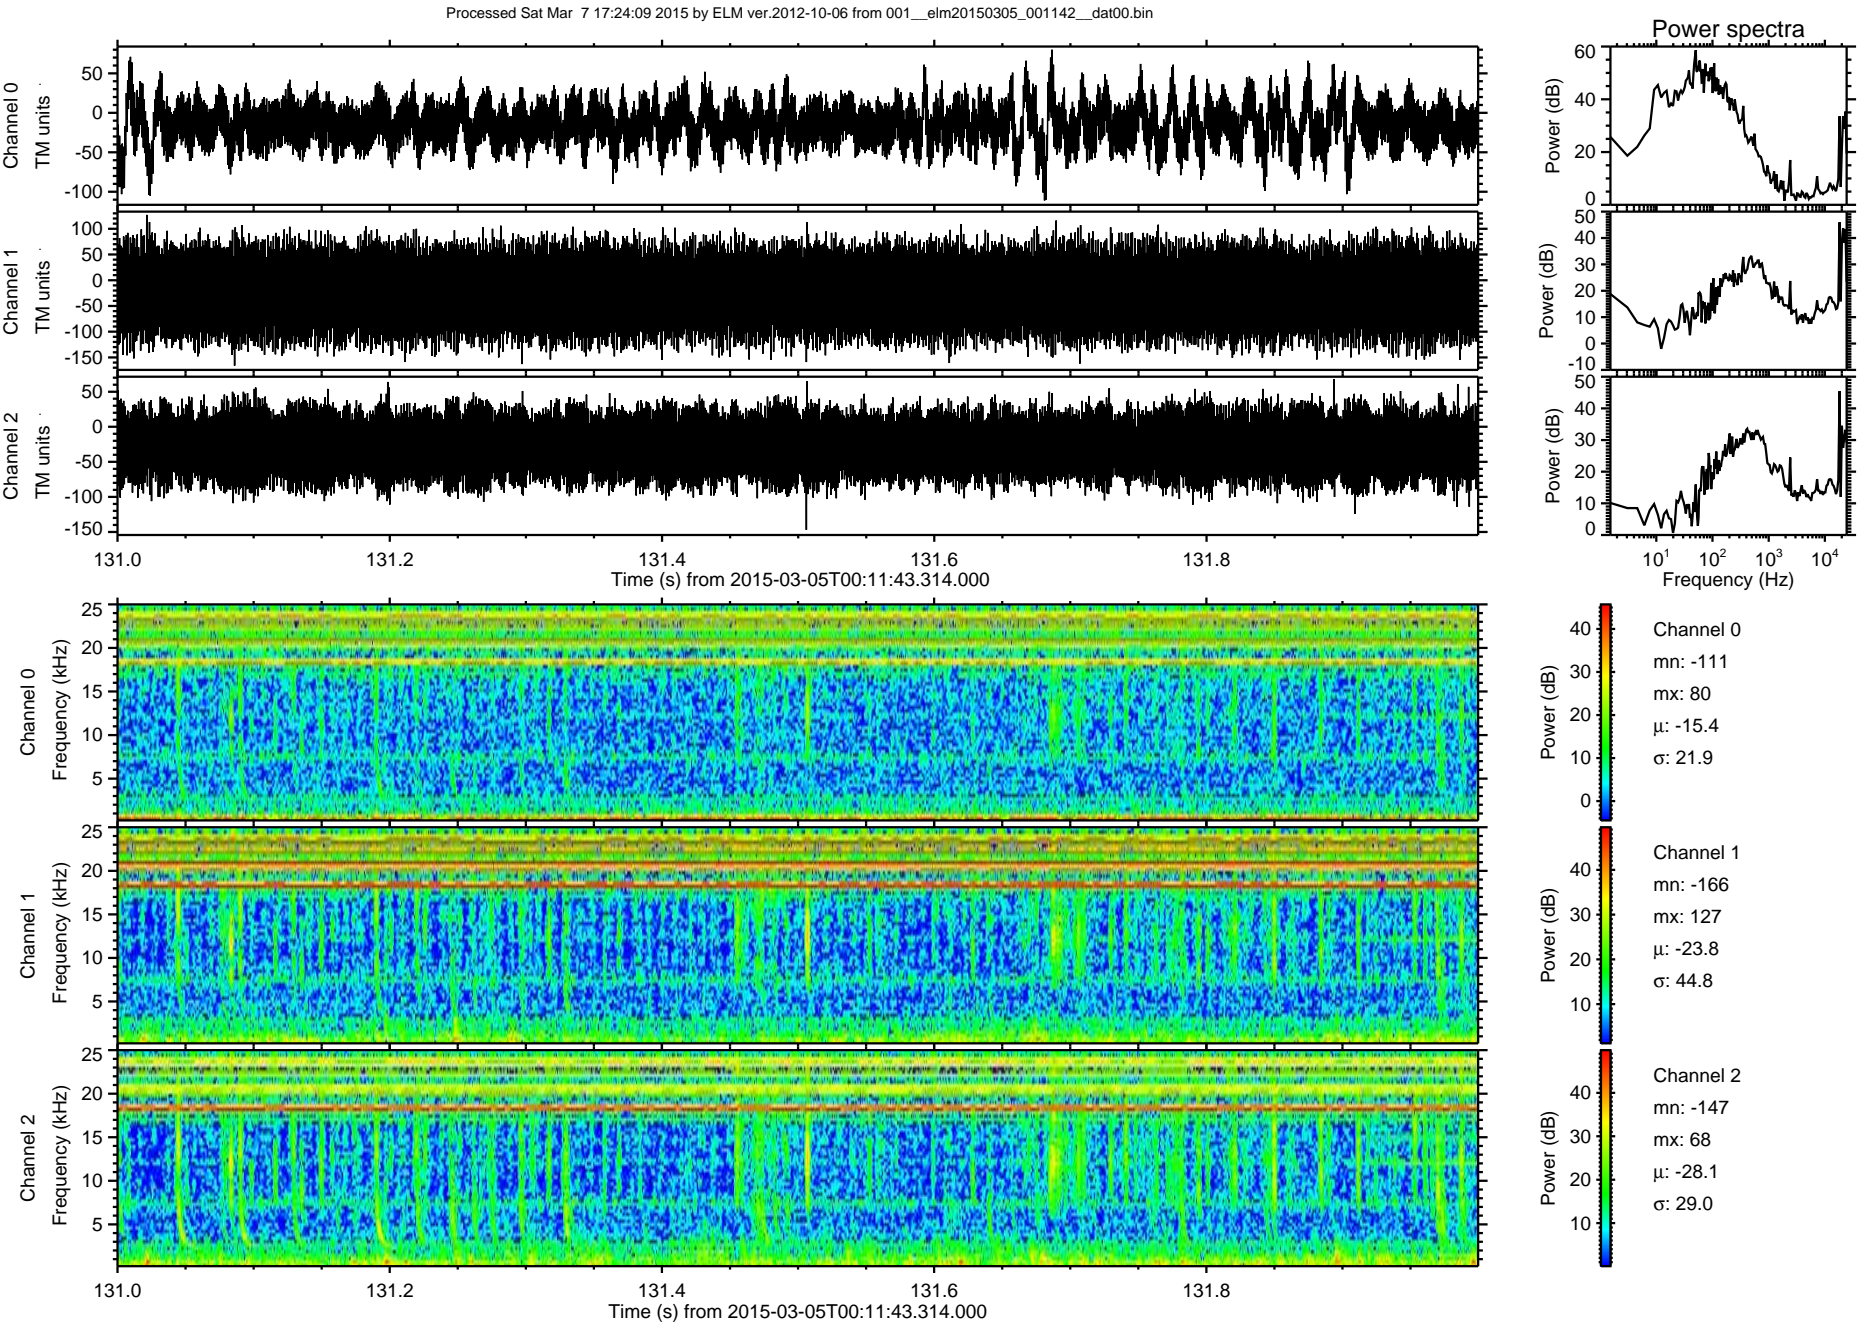 Processed Sat Mar  7 17:24:09 2015 by ELM ver.2012-10-06 from 001__elm20150305_001142__dat00.bin
Power spectra
Channel 0
TM units
50
0
-50
-100
Power (dB)
60
40
20
0
Channel 1
TM units
100
50
0
-50
-100
-150
Power (dB)
50
40
30
20
10
0
-10
Channel 2
TM units
50
0
-50
-100
-150
Power (dB)
50
40
30
20
10
0
131.0 131.2 131.4 131.6 131.8
Time (s) from 2015-03-05T00:11:43.314.000
10¹ 10² 10³ 10⁴
Frequency (Hz)
Channel 0
Frequency (kHz)
25
20
15
10
5
Power (dB)
40
30
20
10
0
Channel 0
mn: -111
mx: 80
μ: -15.4
σ: 21.9
Channel 1
Frequency (kHz)
25
20
15
10
5
Power (dB)
40
30
20
10
Channel 1
mn: -166
mx: 127
μ: -23.8
σ: 44.8
Channel 2
Frequency (kHz)
25
20
15
10
5
Power (dB)
40
30
20
10
Channel 2
mn: -147
mx: 68
μ: -28.1
σ: 29.0
131.0 131.2 131.4 131.6 131.8
Time (s) from 2015-03-05T00:11:43.314.000